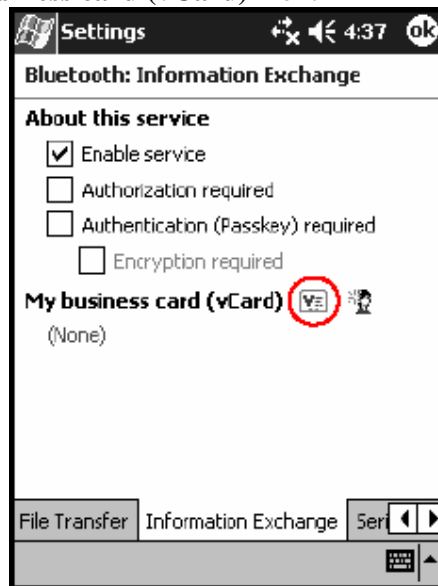 Settings 4:37 ok
Bluetooth: Information Exchange
About this service
Enable service
Authorization required
Authentication (Passkey) required
Encryption required
My business card (vCard)
(None)
File Transfer Information Exchange Seri